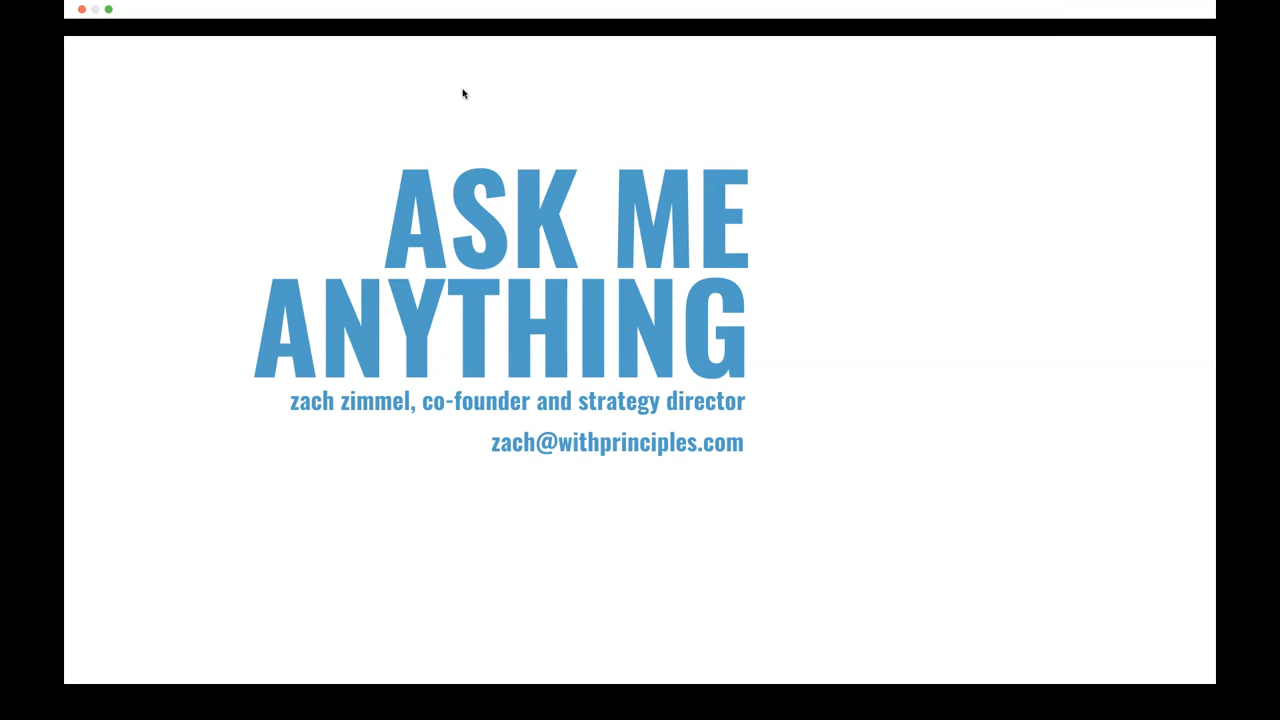 ASK ME
ANYTHING
zach zimmel, co-founder and strategy director
zach@withprinciples.com